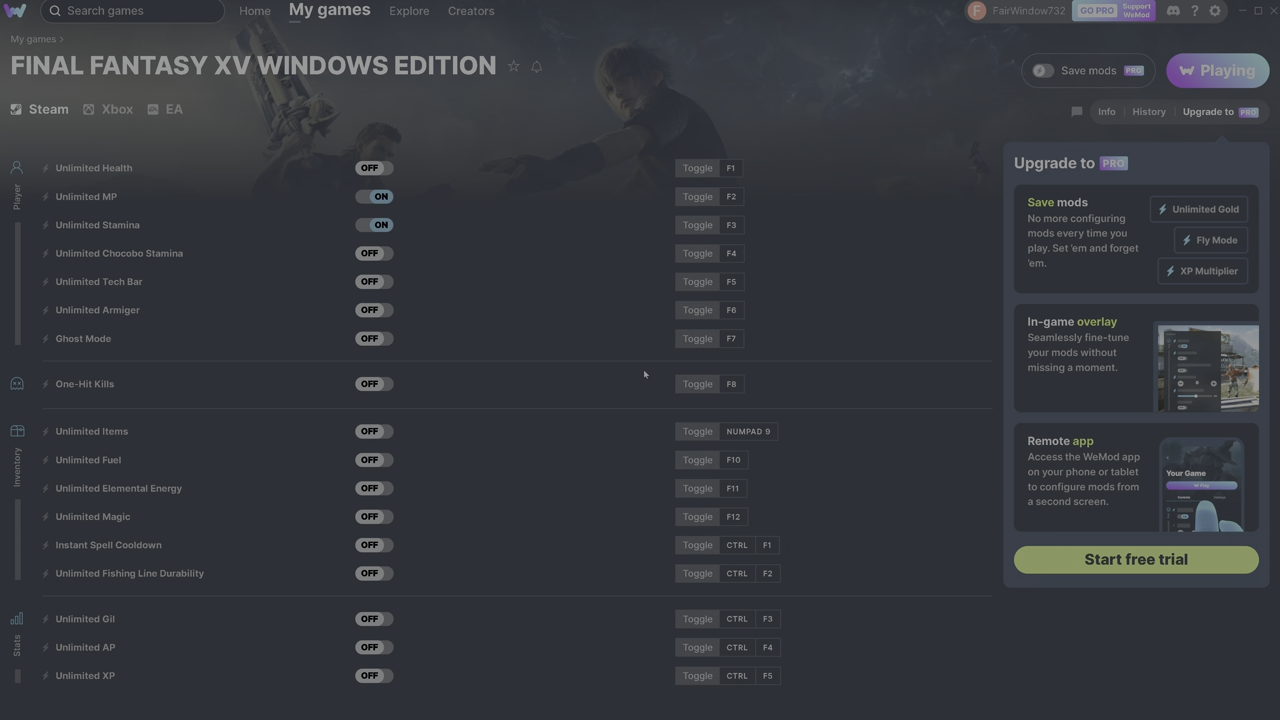 Search games
Home
My games
Explore
Creators
FairWindow732
GO PRO
Support WeMod
My games
FINAL FANTASY XV WINDOWS EDITION
Save mods PRO
Playing
Steam
Xbox
EA
Info
History
Upgrade to PRO
Player
Unlimited Health OFF Toggle F1
Unlimited MP ON Toggle F2
Unlimited Stamina ON Toggle F3
Unlimited Chocobo Stamina OFF Toggle F4
Unlimited Tech Bar OFF Toggle F5
Unlimited Armiger OFF Toggle F6
Ghost Mode OFF Toggle F7
One-Hit Kills OFF Toggle F8
Inventory
Unlimited Items OFF Toggle NUMPAD 9
Unlimited Fuel OFF Toggle F10
Unlimited Elemental Energy OFF Toggle F11
Unlimited Magic OFF Toggle F12
Instant Spell Cooldown OFF Toggle CTRL F1
Unlimited Fishing Line Durability OFF Toggle CTRL F2
Stats
Unlimited Gil OFF Toggle CTRL F3
Unlimited AP OFF Toggle CTRL F4
Unlimited XP OFF Toggle CTRL F5
Upgrade to PRO
Save mods
No more configuring
mods every time you
play. Set 'em and forget
'em.
Unlimited Gold
Fly Mode
XP Multiplier
In-game overlay
Seamlessly fine-tune
your mods without
missing a moment.
Remote app
Access the WeMod app
on your phone or tablet
to configure mods from
a second screen.
Your Game
Start free trial